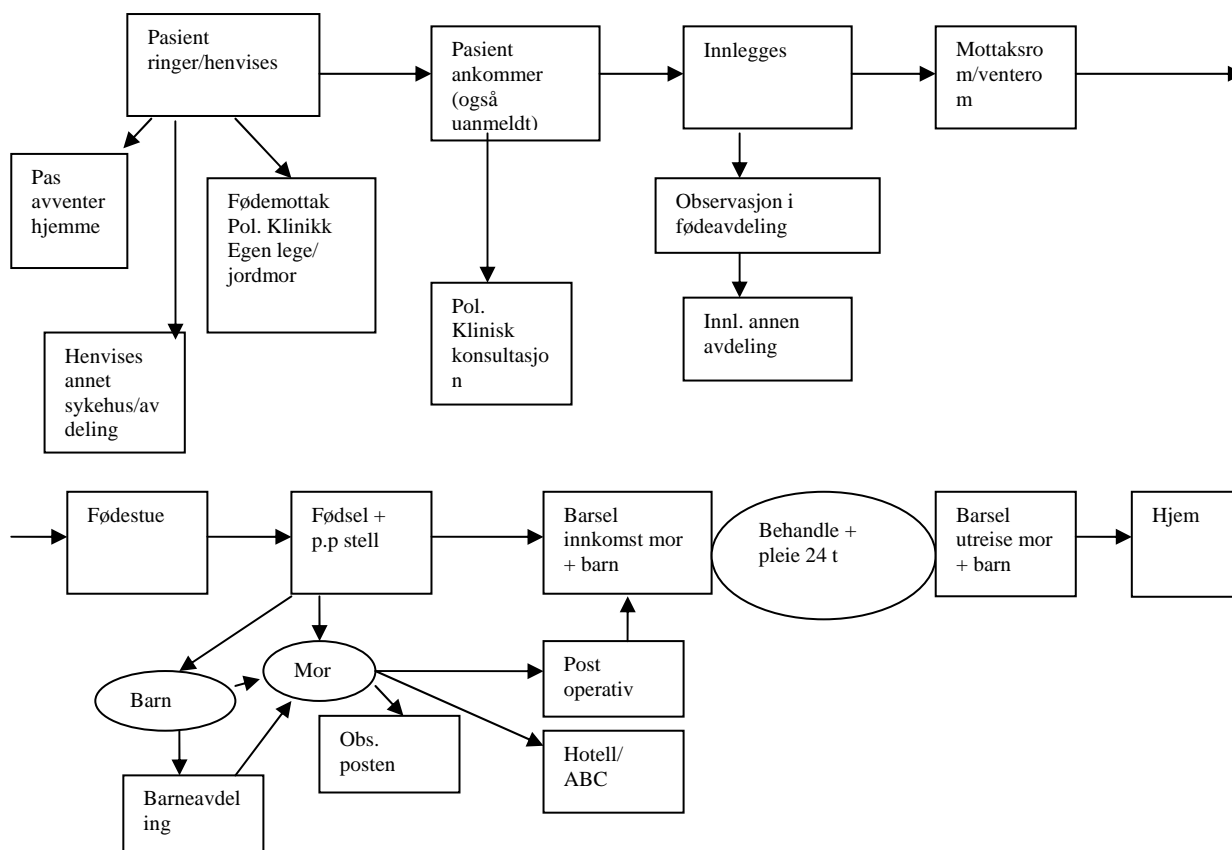 Pasient
ringer/henvises
Pasient
ankommer
(også
uanmeldt)
Innlegges
Mottaksro
m/ventero
m
Pas
avventer
hjemme
Fødemottak
Pol. Klinikk
Egen lege/
jordmor
Observasjon i
fødeavdeling
Pol.
Klinisk
konsultasjo
n
Innl. annen
avdeling
Henvises
annet
sykehus/av
deling
Fødestue
Fødsel +
p.p stell
Barsel
innkomst mor
+ barn
Behandle +
pleie 24 t
Barsel
utreise mor
+ barn
Hjem
Barn
Mor
Post
operativ
Obs.
posten
Hotell/
ABC
Barneavdel
ing